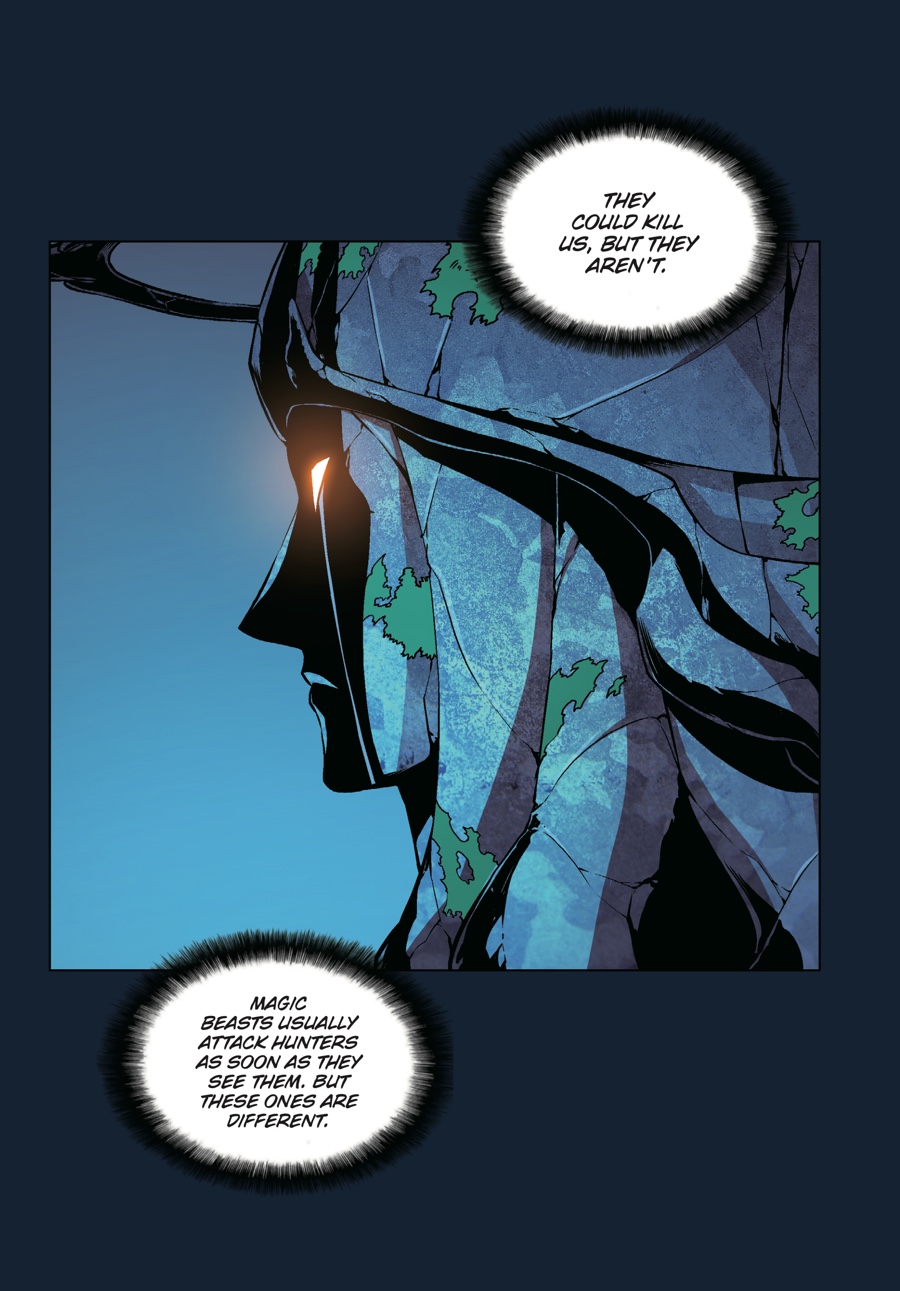 THEY
COULD KILL
US, BUT THEY
AREN'T.
MAGIC
BEASTS USUALLY
ATTACK HUNTERS
AS SOON AS THEY
SEE THEM. BUT
THESE ONES ARE
DIFFERENT.